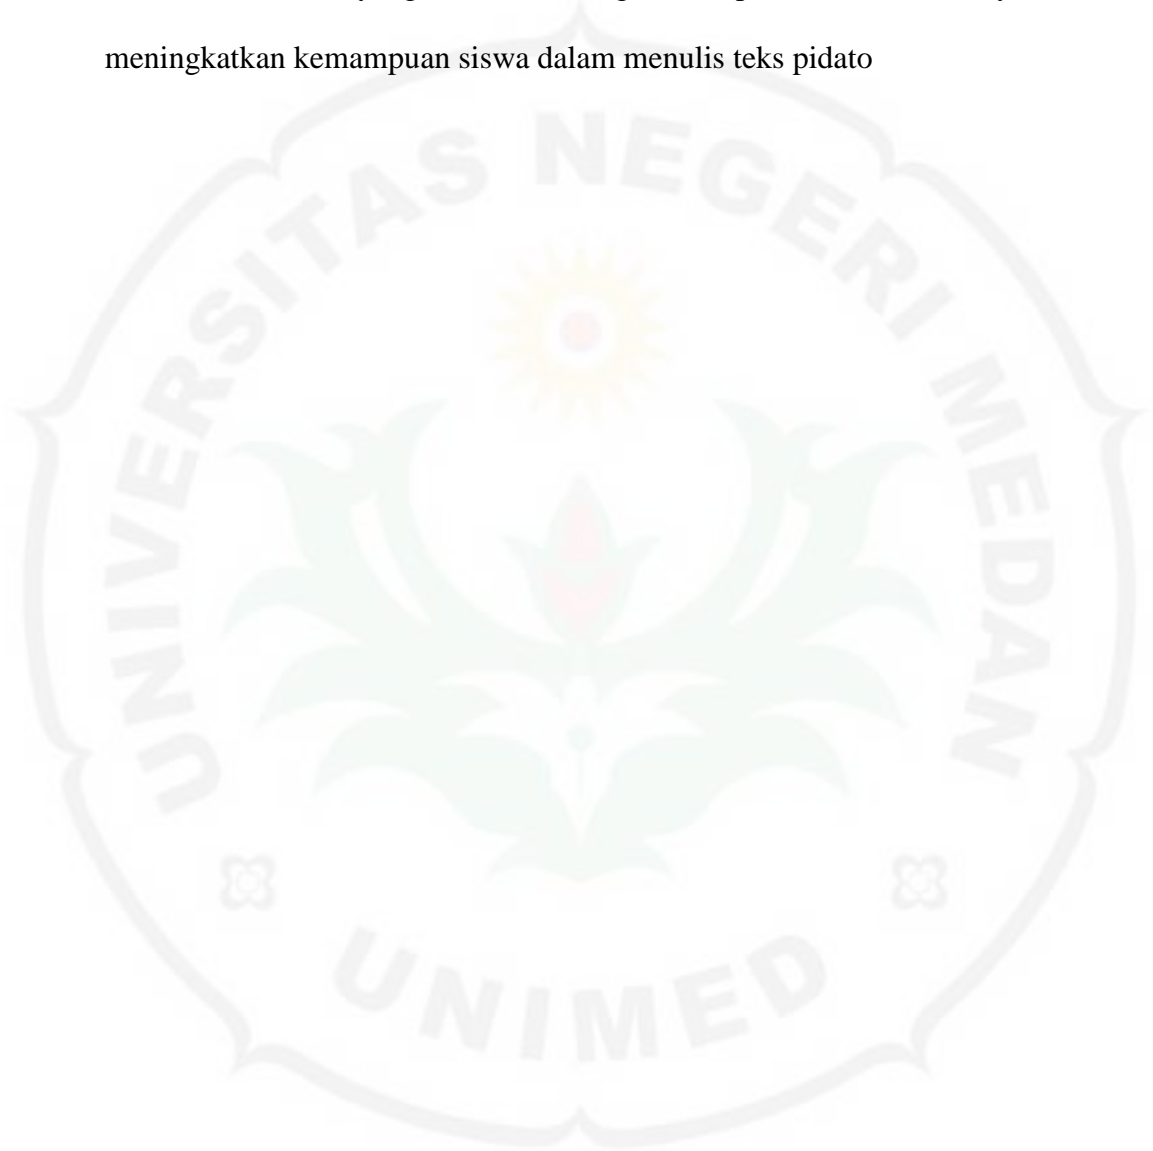 meningkatkan kemampuan siswa dalam menulis teks pidato
UNIVERSITAS NEGERI MEDAN
UNIMED